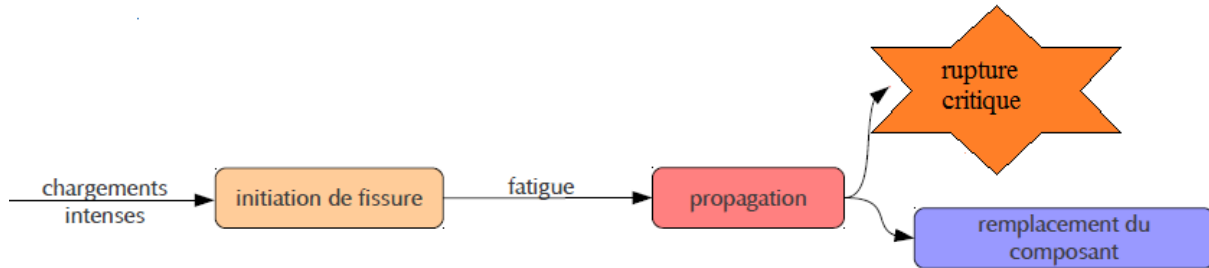 chargements
intenses
initiation de fissure
fatigue
propagation
rupture
critique
remplacement du
composant